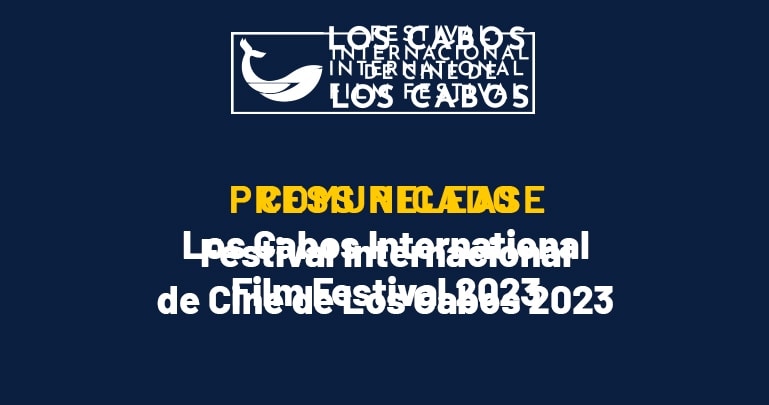 FESTIVAL
INTERNACIONAL
DE CINE DE
LOS CABOS
LOS CABOS
INTERNATIONAL
FILM FESTIVAL
PRESS RELEASE
COMUNICADO
Los Cabos International
Film Festival 2023
Festival Internacional
de Cine de Los Cabos 2023